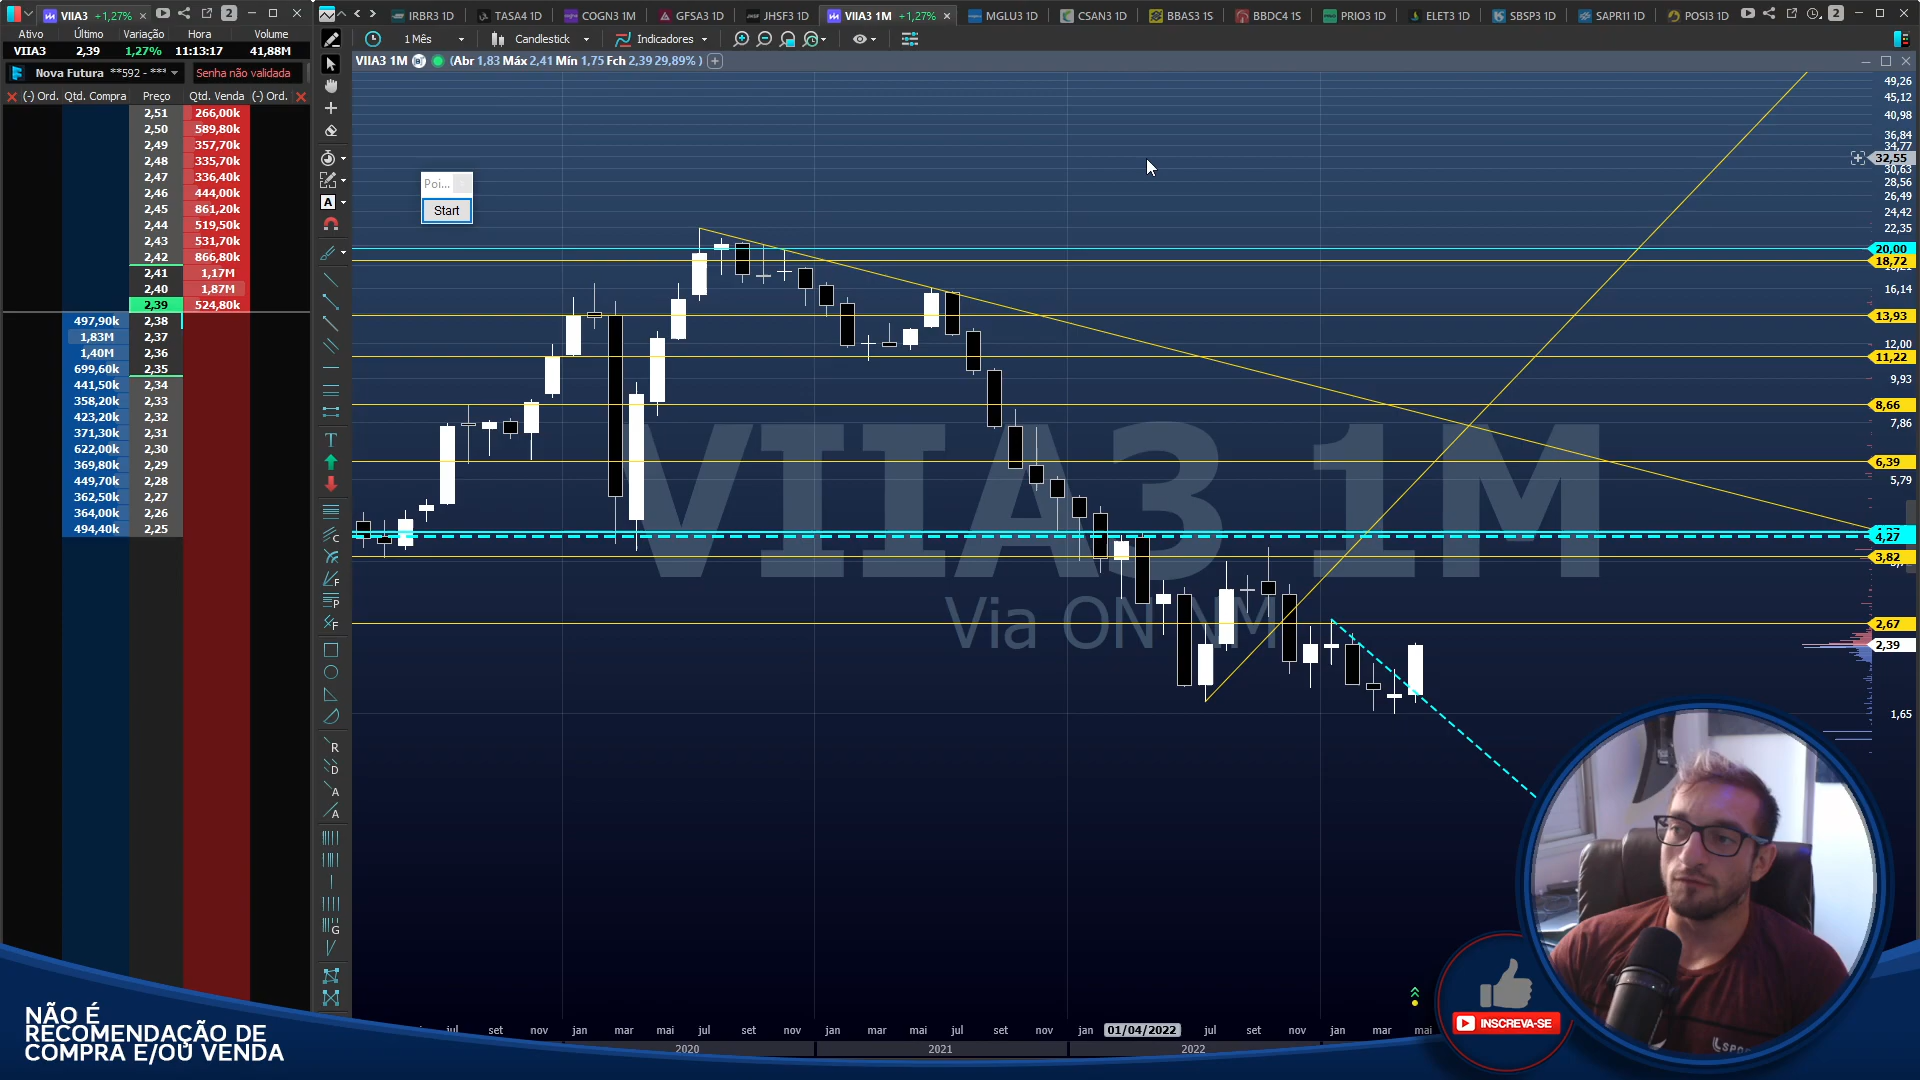 VIIA3 +1,27% 2
Ativo Último Variação Hora Volume
VIIA3 2,39 1,27% 11:13:17 41,88M
Nova Futura **592 - *** Senha não validada
(-) Ord. Qtd. Compra Preço Qtd. Venda (-) Ord.
2,51 266,00k
2,50 589,80k
2,49 357,70k
2,48 335,70k
2,47 336,40k
2,46 444,00k
2,45 861,20k
2,44 519,50k
2,43 531,70k
2,42 866,80k
2,41 1,17M
2,40 1,87M
2,39 524,80k
497,90k 2,38
1,83M 2,37
1,40M 2,36
699,60k 2,35
441,50k 2,34
358,20k 2,33
423,20k 2,32
371,30k 2,31
622,00k 2,30
369,80k 2,29
449,70k 2,28
362,50k 2,27
364,00k 2,26
494,40k 2,25
IRBR3 1D TASA4 1D COGN3 1M GFSA3 1D JHSF3 1D VIIA3 1M +1,27% MGLU3 1D CSAN3 1D BBAS3 1S BBDC4 1S PRIO3 1D ELET3 1D SBSP3 1D SAPR11 1D POSI3 1D 2
1 Mês Candlestick Indicadores
VIIA3 1M (Abr 1,83 Máx 2,41 Mín 1,75 Fch 2,39 29,89% )
Poi...
Start
VIIA3 1M
Via ON NM
49,26
45,12
40,98
36,84
34,77
32,55
30,63
28,56
26,49
24,42
22,35
20,00
18,72
16,14
13,93
12,00
11,22
9,93
8,66
7,86
6,39
5,79
4,27
3,82
2,67
2,39
1,65
jul set nov jan mar mai jul set nov jan mar mai jul set nov jan 01/04/2022 jul set nov jan mar mai
2020 2021 2022
NÃO É
RECOMENDAÇÃO DE
COMPRA E/OU VENDA
INSCREVA-SE